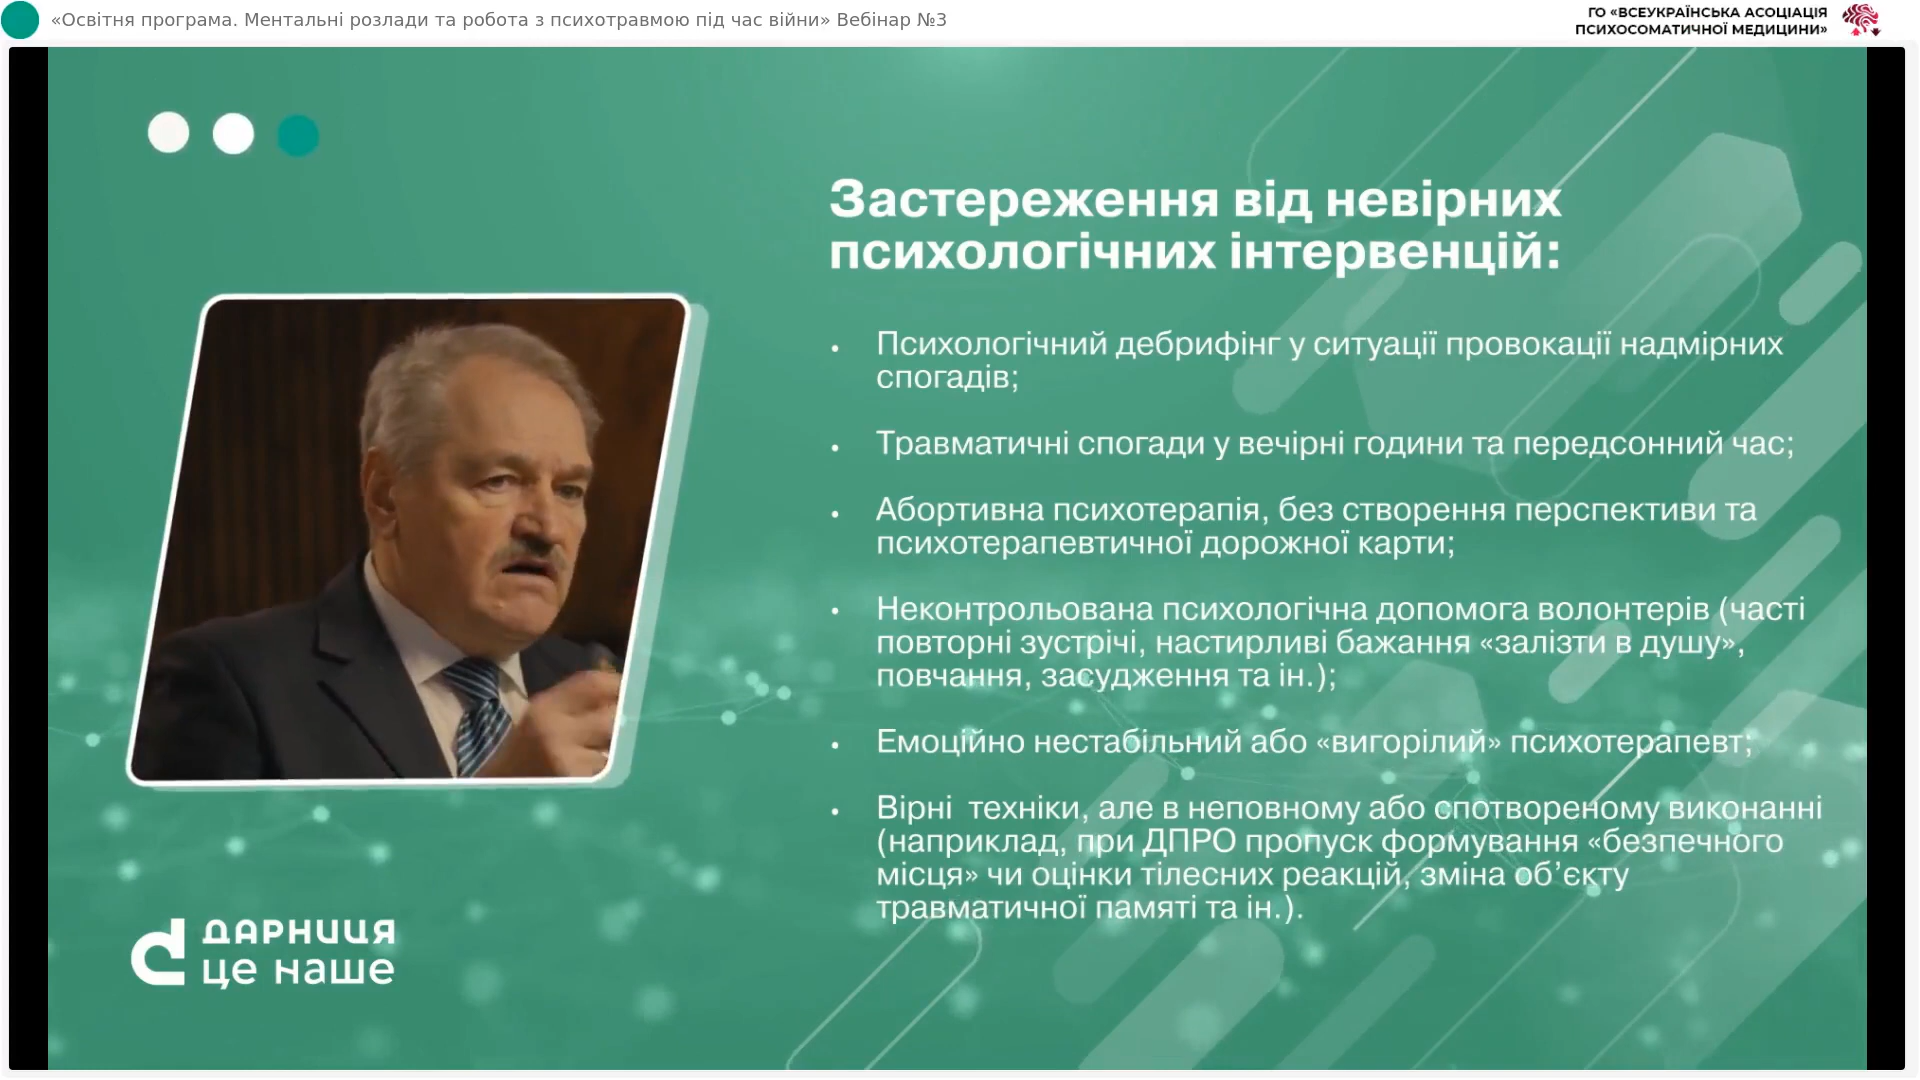 «Освітня програма. Ментальні розлади та робота з психотравмою під час війни» Вебінар №3
ГО «ВСЕУКРАЇНСЬКА АСОЦІАЦІЯ
ПСИХОСОМАТИЧНОЇ МЕДИЦИНИ»
Застереження від невірних
психологічних інтервенцій:
• Психологічний дебрифінг у ситуації провокації надмірних
спогадів;
• Травматичні спогади у вечірні години та передсонний час;
• Абортивна психотерапія, без створення перспективи та
психотерапевтичної дорожної карти;
• Неконтрольована психологічна допомога волонтерів (часті
повторні зустрічі, настирливі бажання «залізти в душу»,
повчання, засудження та ін.);
• Емоційно нестабільний або «вигорілий» психотерапевт;
• Вірні  техніки, але в неповному або спотвореному виконанні
(наприклад, при ДПРО пропуск формування «безпечного
місця» чи оцінки тілесних реакцій, зміна об’єкту
травматичної памяті та ін.).
ДАРНИЦЯ
це наше